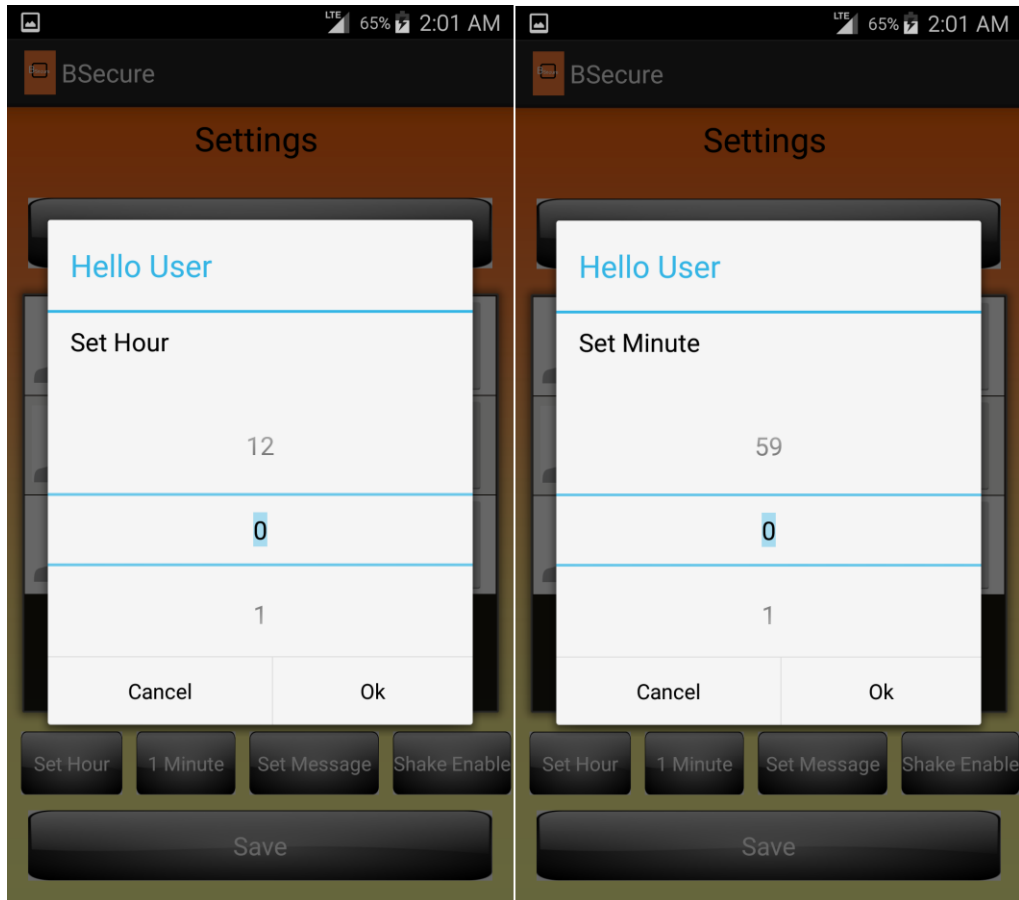 LTE 65% 2:01 AM
BSecure
Settings
Hello User
Set Hour
12
0
1
Cancel Ok
Set Hour 1 Minute Set Message Shake Enable
Save
LTE 65% 2:01 AM
BSecure
Settings
Hello User
Set Minute
59
0
1
Cancel Ok
Set Hour 1 Minute Set Message Shake Enable
Save